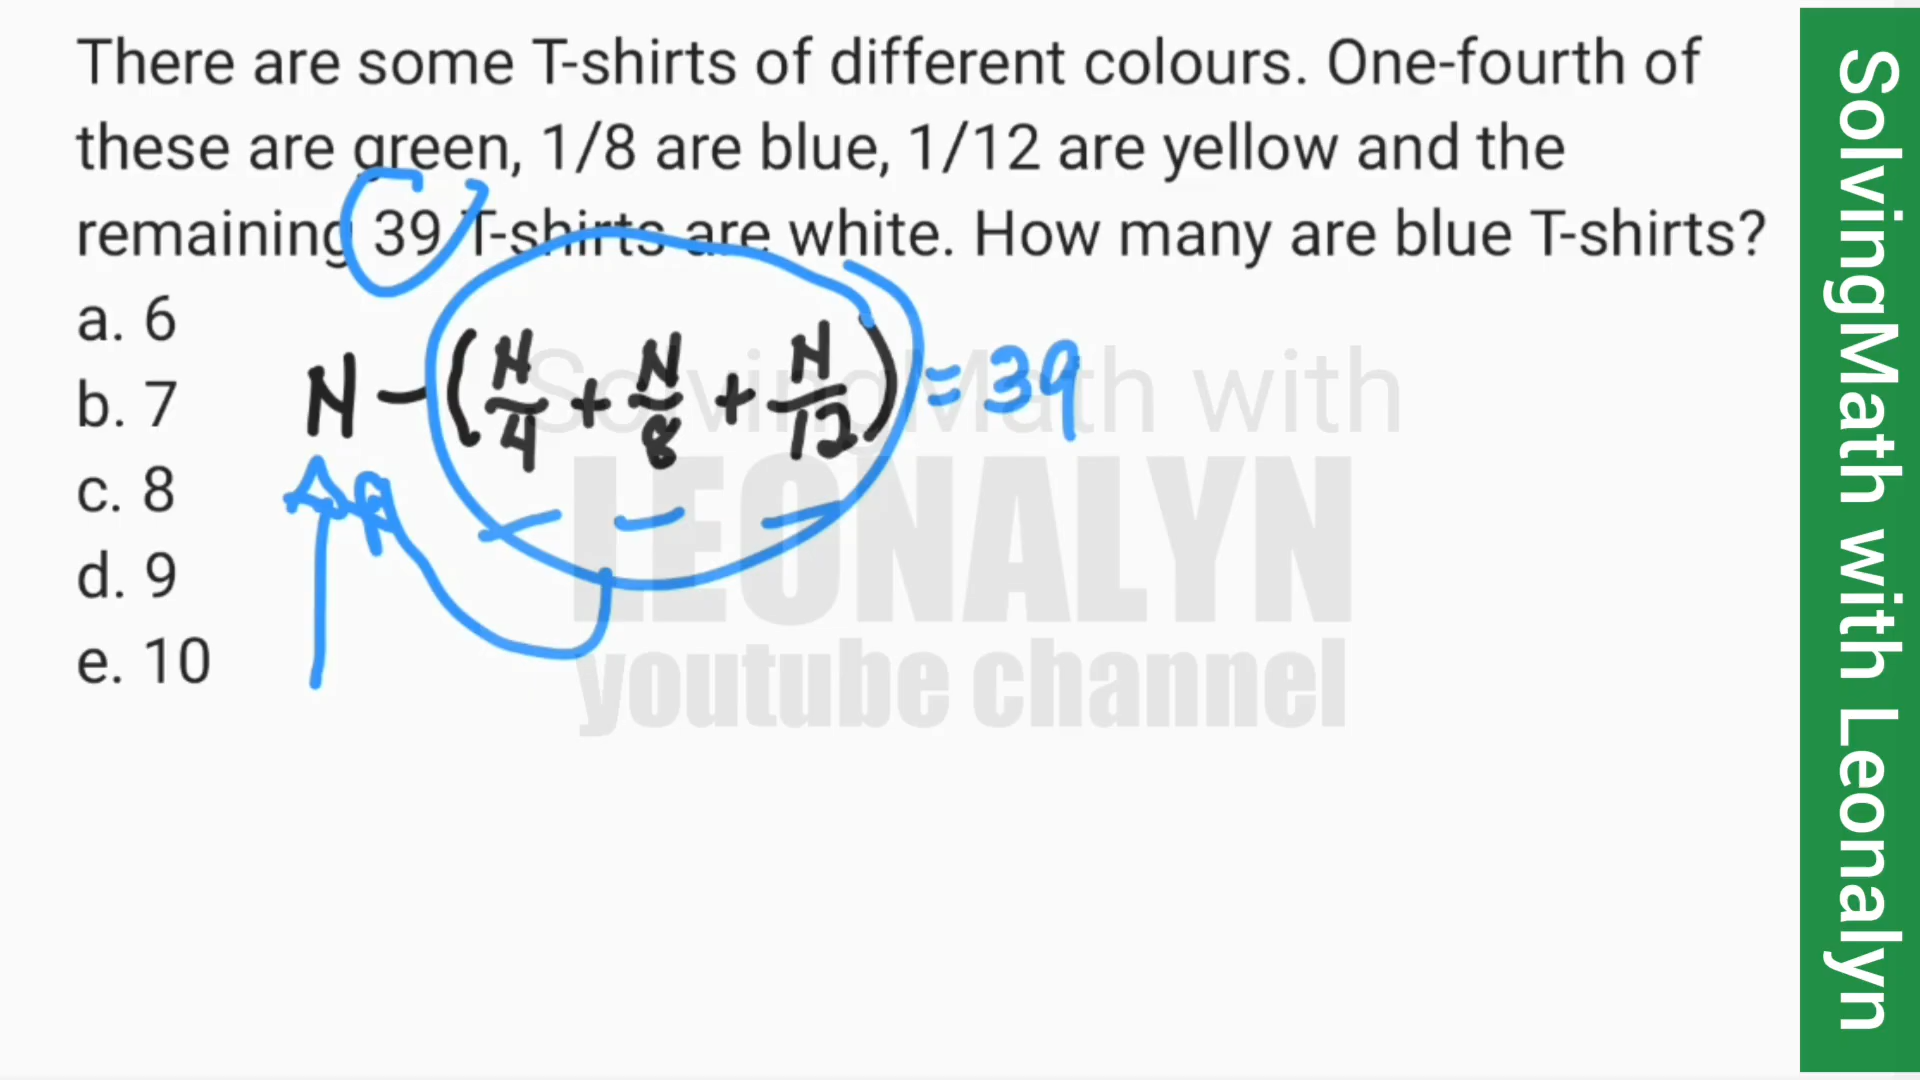 There are some T-shirts of different colours. One-fourth of
these are green, 1/8 are blue, 1/12 are yellow and the
remaining 39 T-shirts are white. How many are blue T-shirts?
a. 6
b. 7
c. 8
d. 9
e. 10
N - (N/4 + N/8 + N/12) = 39
SolvingMath with
LEONALYN
youtube channel
SolvingMath with Leonalyn